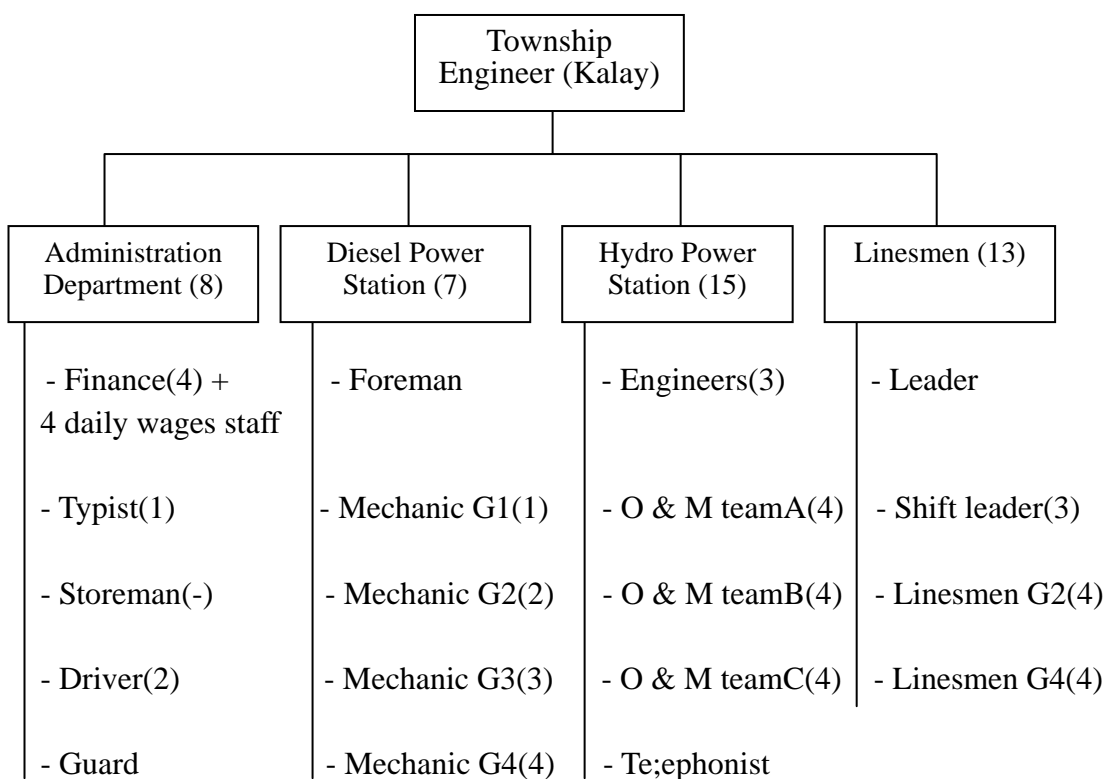 Township
Engineer (Kalay)
Administration
Department (8)
- Finance(4) +
4 daily wages staff
- Typist(1)
- Storeman(-)
- Driver(2)
- Guard
Diesel Power
Station (7)
- Foreman
- Mechanic G1(1)
- Mechanic G2(2)
- Mechanic G3(3)
- Mechanic G4(4)
Hydro Power
Station (15)
- Engineers(3)
- O & M teamA(4)
- O & M teamB(4)
- O & M teamC(4)
- Te;ephonist
Linesmen (13)
- Leader
- Shift leader(3)
- Linesmen G2(4)
- Linesmen G4(4)